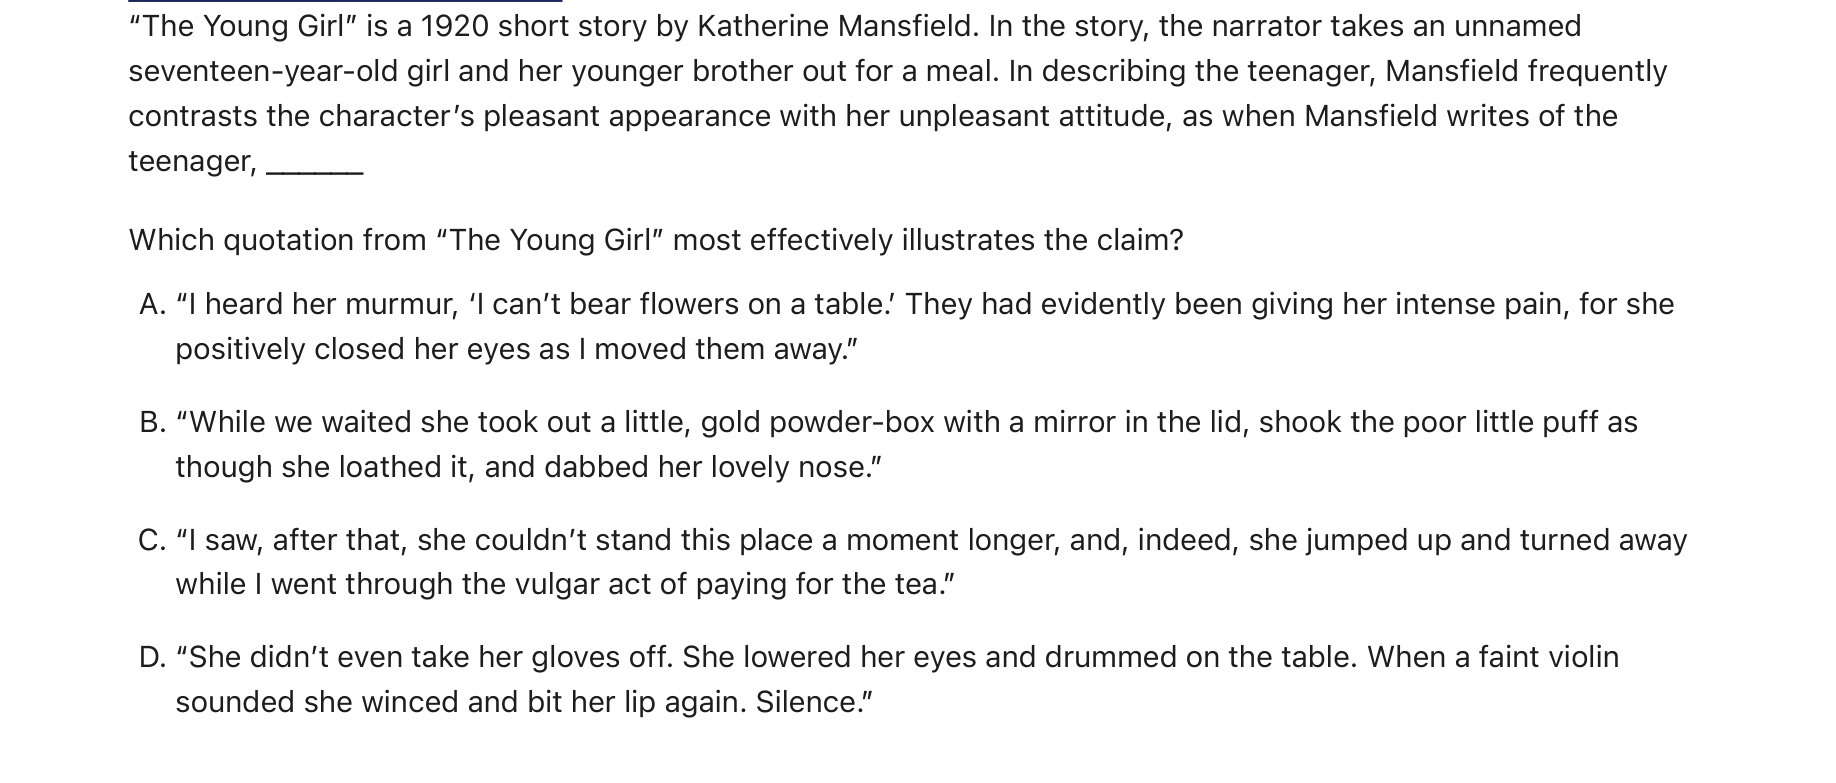 “The Young Girl” is a 1920 short story by Katherine Mansfield. In the story, the narrator takes an unnamed
seventeen-year-old girl and her younger brother out for a meal. In describing the teenager, Mansfield frequently
contrasts the character’s pleasant appearance with her unpleasant attitude, as when Mansfield writes of the
teenager, ______
Which quotation from “The Young Girl” most effectively illustrates the claim?
A. “I heard her murmur, ‘I can’t bear flowers on a table.’ They had evidently been giving her intense pain, for she
positively closed her eyes as I moved them away.”
B. “While we waited she took out a little, gold powder-box with a mirror in the lid, shook the poor little puff as
though she loathed it, and dabbed her lovely nose.”
C. “I saw, after that, she couldn’t stand this place a moment longer, and, indeed, she jumped up and turned away
while I went through the vulgar act of paying for the tea.”
D. “She didn’t even take her gloves off. She lowered her eyes and drummed on the table. When a faint violin
sounded she winced and bit her lip again. Silence.”